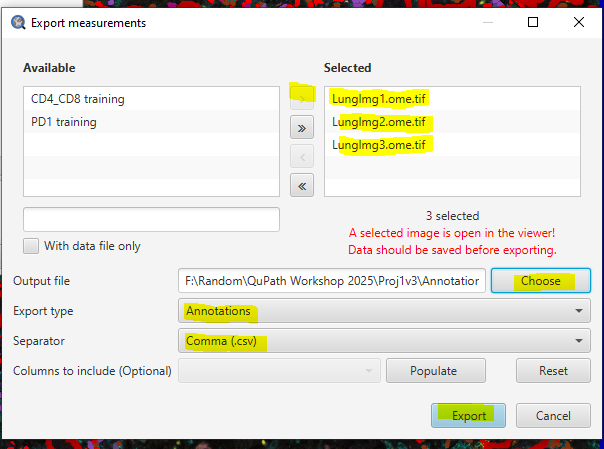 Export measurements
Available
Selected
CD4_CD8 training
PD1 training
>
»
<
«
LungImg1.ome.tif
LungImg2.ome.tif
LungImg3.ome.tif
3 selected
A selected image is open in the viewer!
Data should be saved before exporting.
With data file only
Output file F:\Random\QuPath Workshop 2025\Proj1v3\Annotation Choose
Export type Annotations
Separator Comma (.csv)
Columns to include (Optional) Populate Reset
Export Cancel